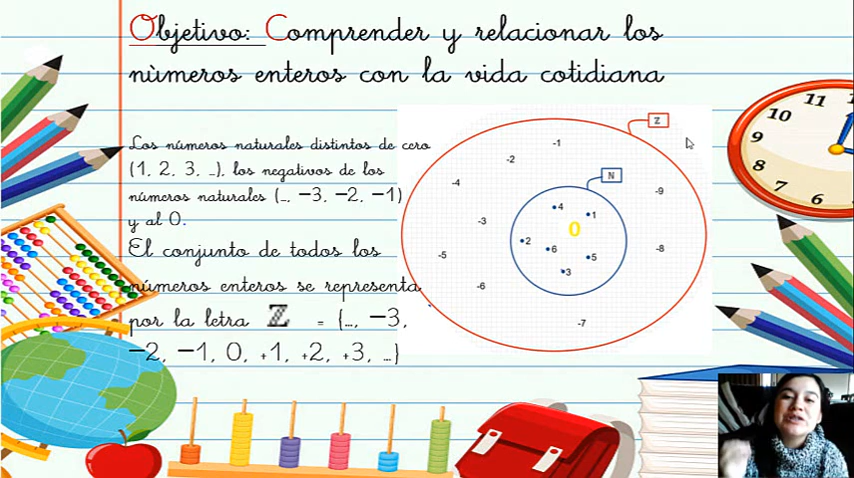 Objetivo: Comprender y relacionar los
nùmeros enteros con la vida cotidiana
Los números naturales distintos de cero
(1, 2, 3, …), los negativos de los
números naturales (…, −3, −2, −1)
y al 0.
El conjunto de todos los
números enteros se representa
por la letra ℤ = {…, −3,
−2, −1, 0, +1, +2, +3, …}
Z
-1
-2
N
-4
-9
4
1
-3
0
2
6
-8
-5
5
3
-6
-7
11
10
9
8
7
6